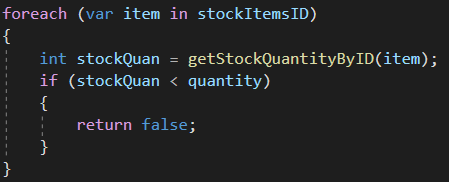 foreach (var item in stockItemsID)
{
    int stockQuan = getStockQuantityByID(item);
    if (stockQuan < quantity)
    {
        return false;
    }
}